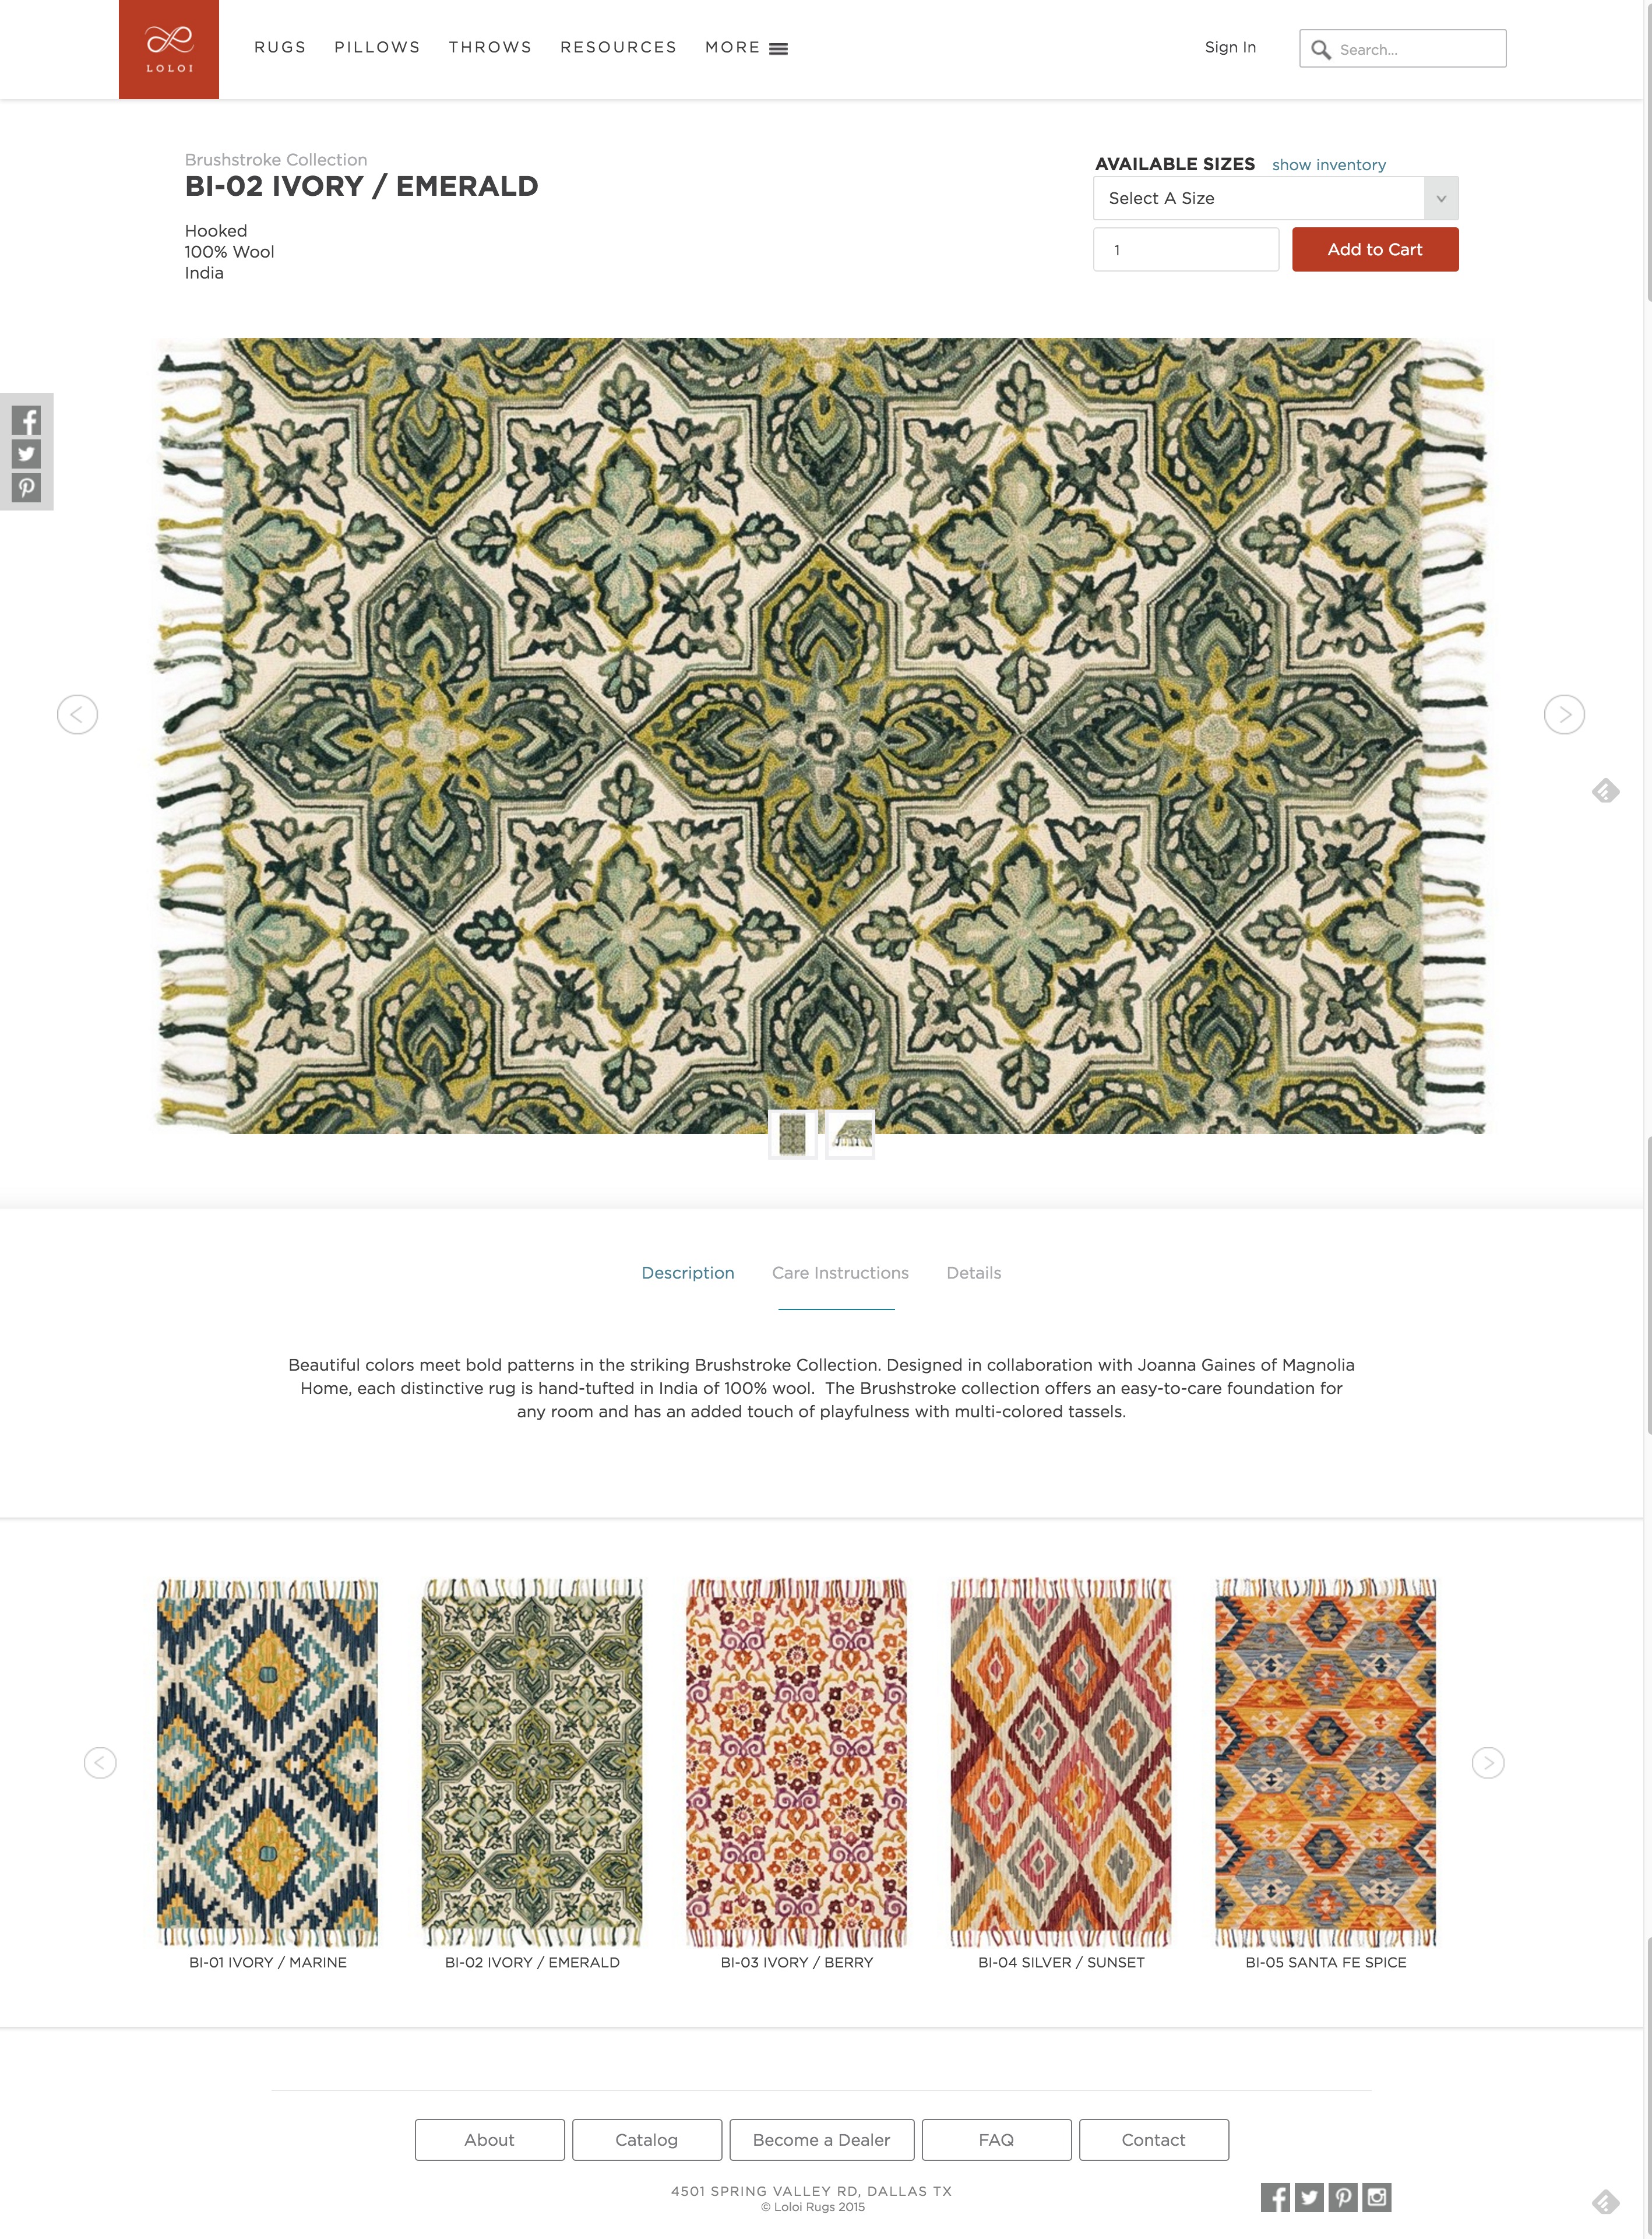 LOLOI
RUGS PILLOWS THROWS RESOURCES MORE
Sign In
Search...
Brushstroke Collection
BI-02 IVORY / EMERALD
Hooked
100% Wool
India
AVAILABLE SIZES show inventory
Select A Size
1
Add to Cart
Description Care Instructions Details
Beautiful colors meet bold patterns in the striking Brushstroke Collection. Designed in collaboration with Joanna Gaines of Magnolia
Home, each distinctive rug is hand-tufted in India of 100% wool.  The Brushstroke collection offers an easy-to-care foundation for
any room and has an added touch of playfulness with multi-colored tassels.
BI-01 IVORY / MARINE
BI-02 IVORY / EMERALD
BI-03 IVORY / BERRY
BI-04 SILVER / SUNSET
BI-05 SANTA FE SPICE
About Catalog Become a Dealer FAQ Contact
4501 SPRING VALLEY RD, DALLAS TX
© Loloi Rugs 2015